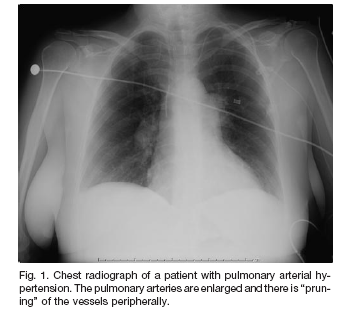 Fig. 1. Chest radiograph of a patient with pulmonary arterial hy-
pertension. The pulmonary arteries are enlarged and there is “prun-
ing” of the vessels peripherally.